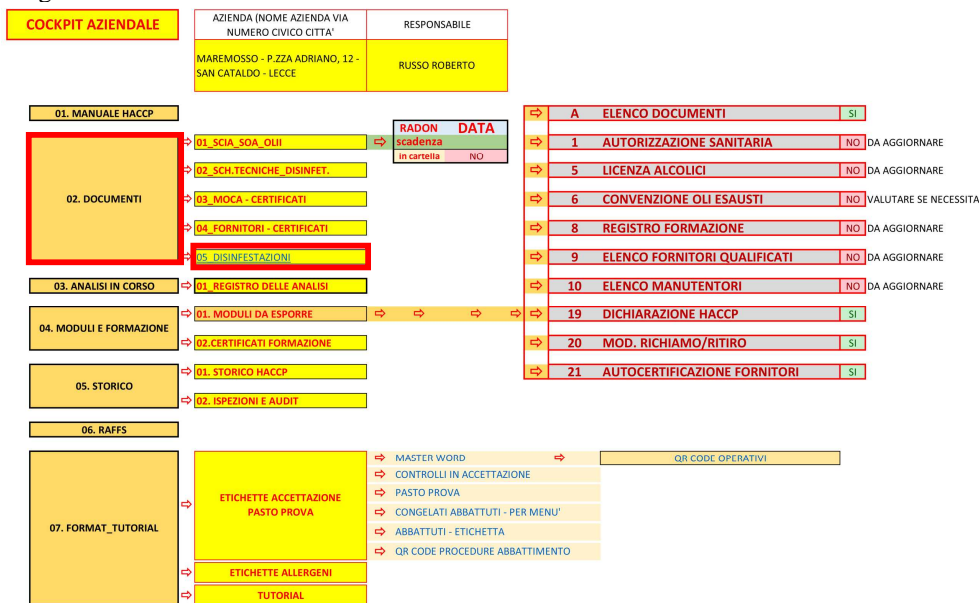 COCKPIT AZIENDALE
AZIENDA (NOME AZIENDA VIA
NUMERO CIVICO CITTA'
RESPONSABILE
MAREMOSSO - P.ZZA ADRIANO, 12 -
SAN CATALDO - LECCE
RUSSO ROBERTO
01. MANUALE HACCP
A ELENCO DOCUMENTI SI
02. DOCUMENTI
01_SCIA_SOA_OLII
RADON DATA
scadenza
in cartella NO
1 AUTORIZZAZIONE SANITARIA NO DA AGGIORNARE
02_SCH.TECNICHE_DISINFET.
5 LICENZA ALCOLICI NO DA AGGIORNARE
03_MOCA - CERTIFICATI
6 CONVENZIONE OLI ESAUSTI NO VALUTARE SE NECESSITA
04_FORNITORI - CERTIFICATI
8 REGISTRO FORMAZIONE NO DA AGGIORNARE
05_DISINFESTAZIONI
9 ELENCO FORNITORI QUALIFICATI NO DA AGGIORNARE
03. ANALISI IN CORSO
01_REGISTRO DELLE ANALISI
10 ELENCO MANUTENTORI NO DA AGGIORNARE
04. MODULI E FORMAZIONE
01. MODULI DA ESPORRE
19 DICHIARAZIONE HACCP SI
02.CERTIFICATI FORMAZIONE
20 MOD. RICHIAMO/RITIRO SI
05. STORICO
01. STORICO HACCP
21 AUTOCERTIFICAZIONE FORNITORI SI
02. ISPEZIONI E AUDIT
06. RAFFS
07. FORMAT_TUTORIAL
ETICHETTE ACCETTAZIONE
PASTO PROVA
MASTER WORD
QR CODE OPERATIVI
CONTROLLI IN ACCETTAZIONE
PASTO PROVA
CONGELATI ABBATTUTI - PER MENU'
ABBATTUTI - ETICHETTA
QR CODE PROCEDURE ABBATTIMENTO
ETICHETTE ALLERGENI
TUTORIAL